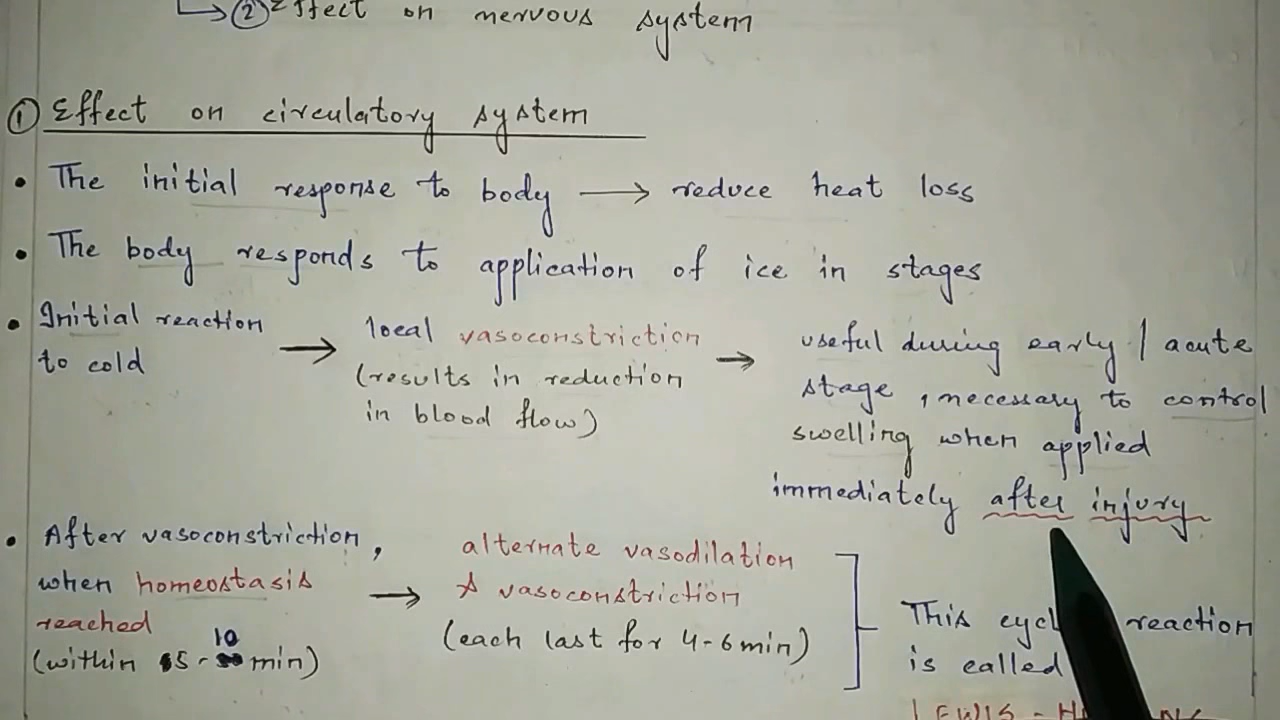 ② Effect on nervous system
① Effect on circulatory system
• The initial response to body → reduce heat loss
• The body responds to application of ice in stages
• Initial reaction to cold → local vasoconstriction
(results in reduction
in blood flow) → useful during early / acute
stage, necessary to control
swelling when applied
immediately after injury
• After vasoconstriction,
when homeostasis
reached
(within 5-10 min) → alternate vasodilation
& vasoconstriction
(each last for 4-6 min)
This reaction
is called
LEWIS -